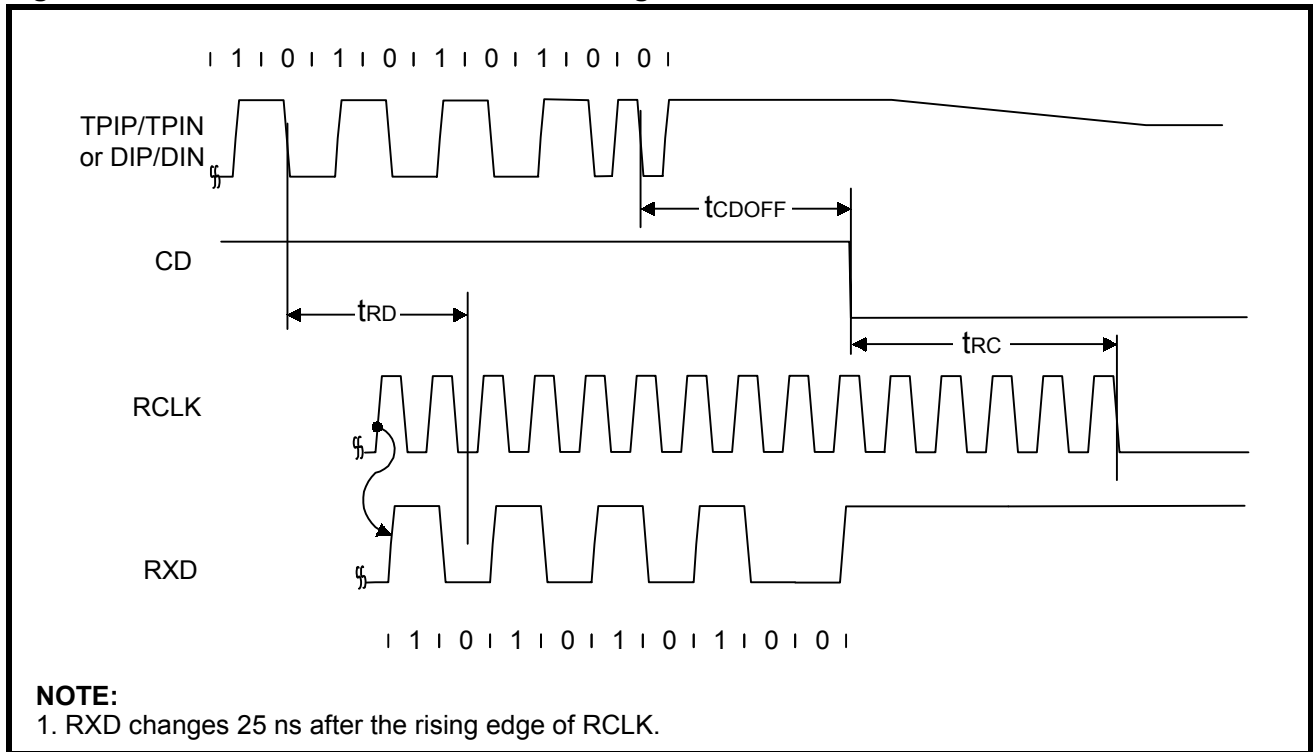 I 1 I 0 I 1 I 0 I 1 I 0 I 1 I 0 I 0 I
TPIP/TPIN
or DIP/DIN
tCDOFF
CD
tRD
tRC
RCLK
RXD
I 1 I 0 I 1 I 0 I 1 I 0 I 1 I 0 I 0 I
NOTE:
1. RXD changes 25 ns after the rising edge of RCLK.